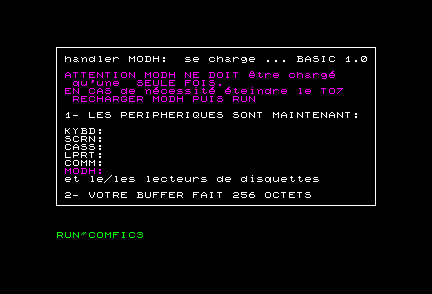 handler MODH:  se charge ... BASIC 1.0
ATTENTION MODH NE DOIT être chargé
qu'une  SEULE FOIS.
EN CAS de nécessité éteindre le TO7
RECHARGER MODH PUIS RUN
1- LES PERIPHERIQUES SONT MAINTENANT:
KYBD:
SCRN:
CASS:
LPRT:
COMM:
MODH:
et le/les lecteurs de disquettes
2- VOTRE BUFFER FAIT 256 OCTETS
RUN"COMFICS